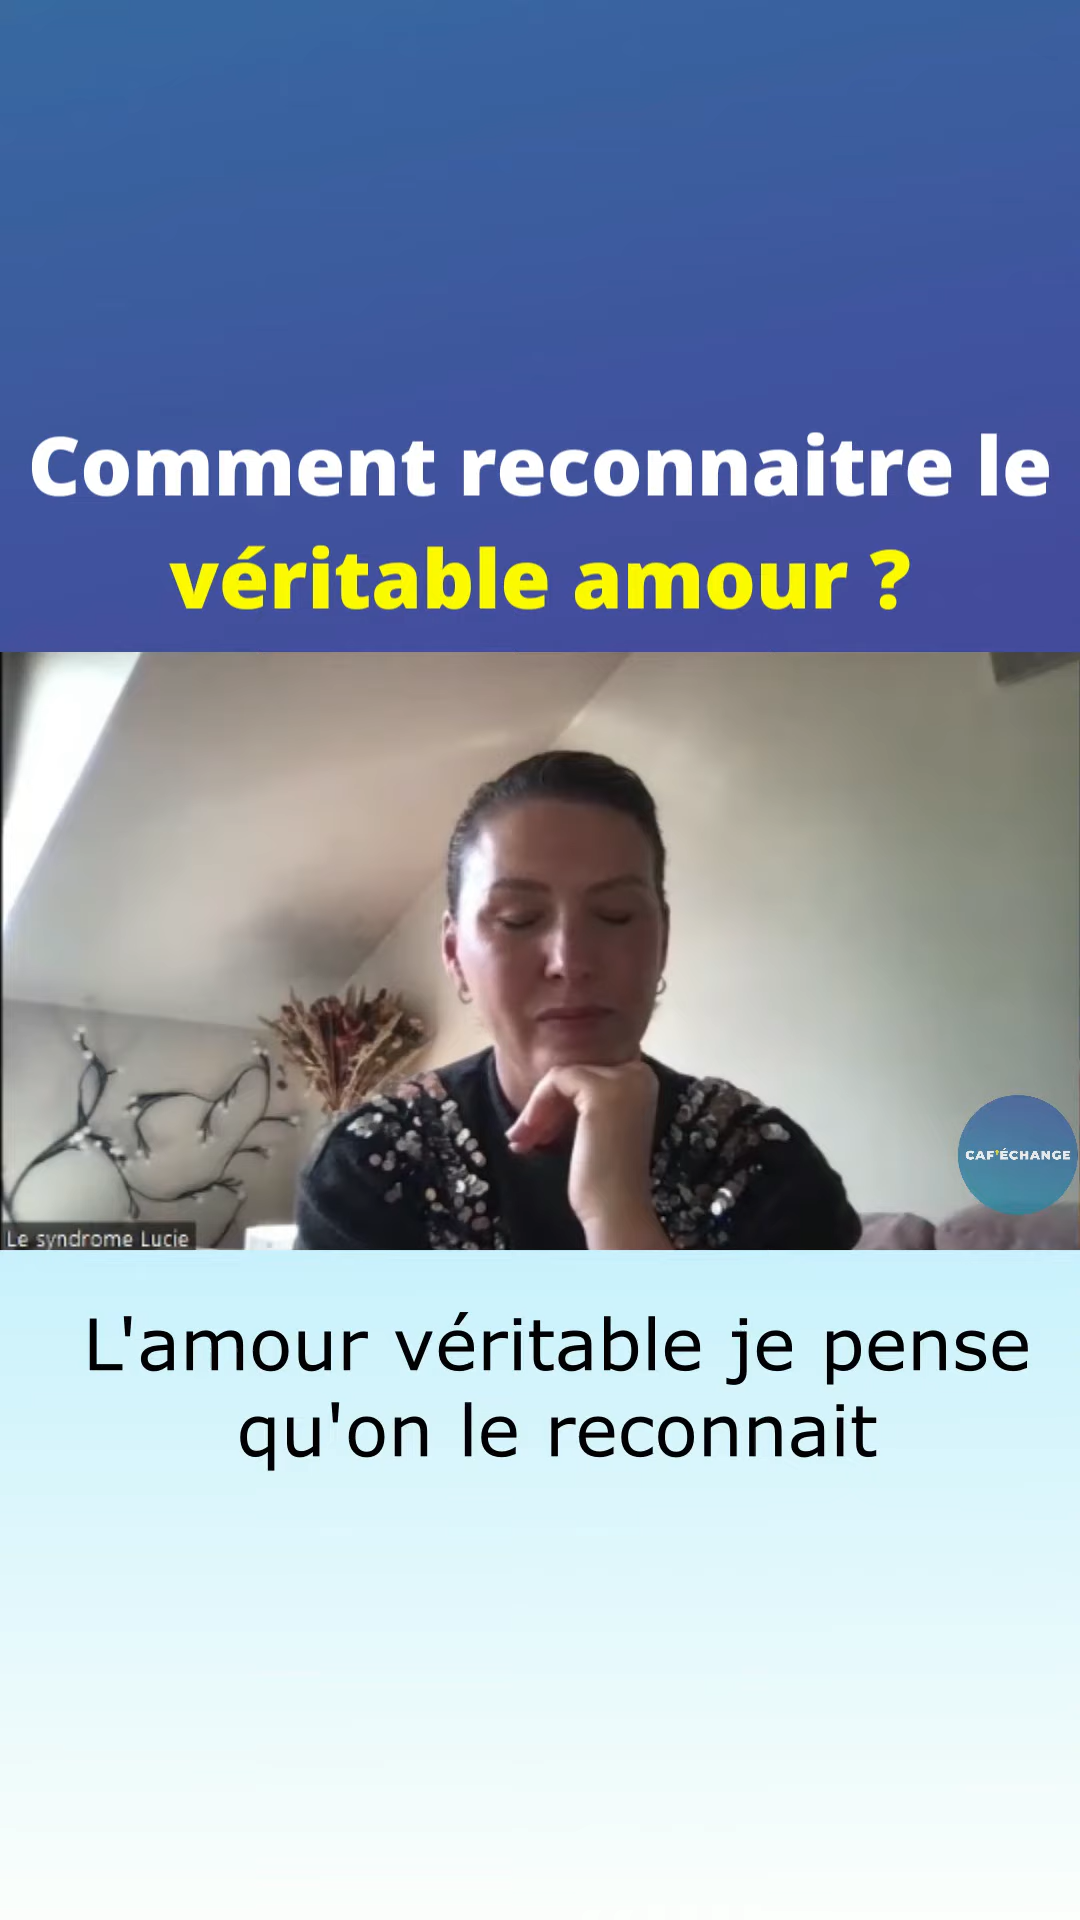 Comment reconnaitre le
véritable amour ?
CAF'ÉCHANGE
Le syndrome Lucie
L'amour véritable je pense
qu'on le reconnait